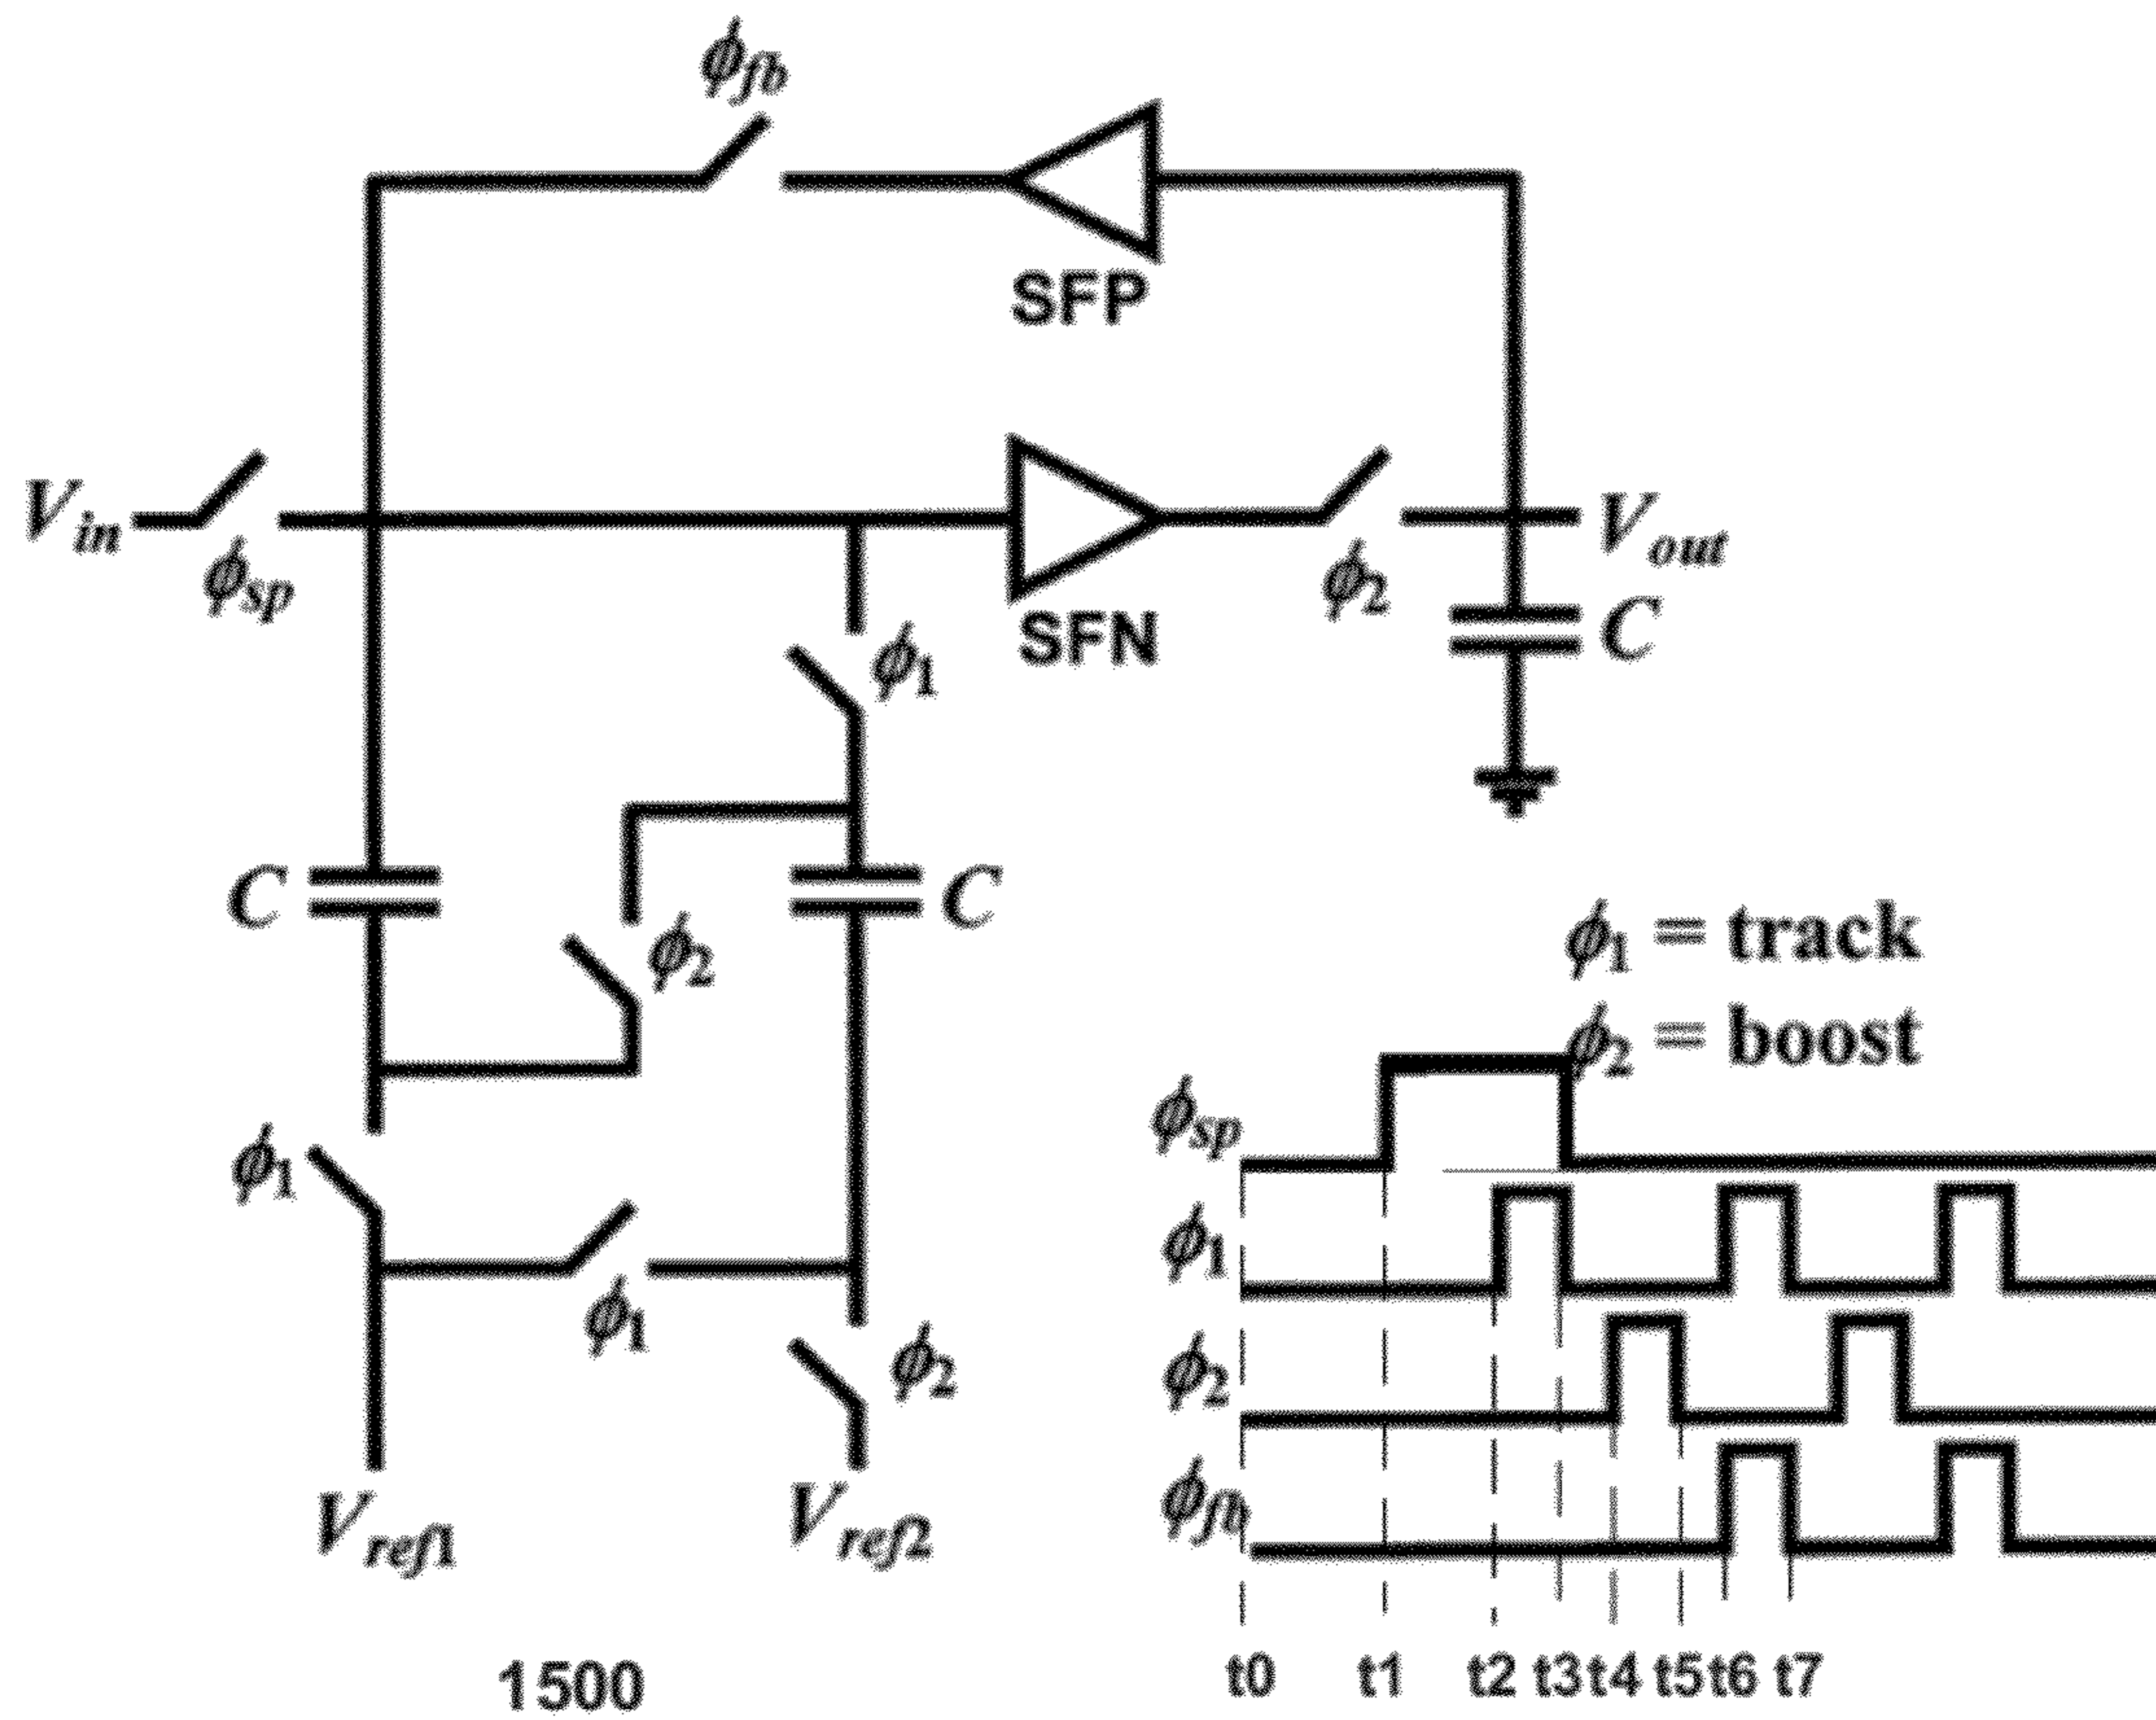 ϕfb
SFP
Vin
ϕsp
SFN
ϕ2
Vout
C
ϕ1
C
ϕ2
C
ϕ1 = track
ϕ2 = boost
ϕ1
ϕ1
ϕ2
Vref1
Vref2
ϕsp
ϕ1
ϕ2
ϕfb
t0 t1 t2 t3 t4 t5 t6 t7
1500